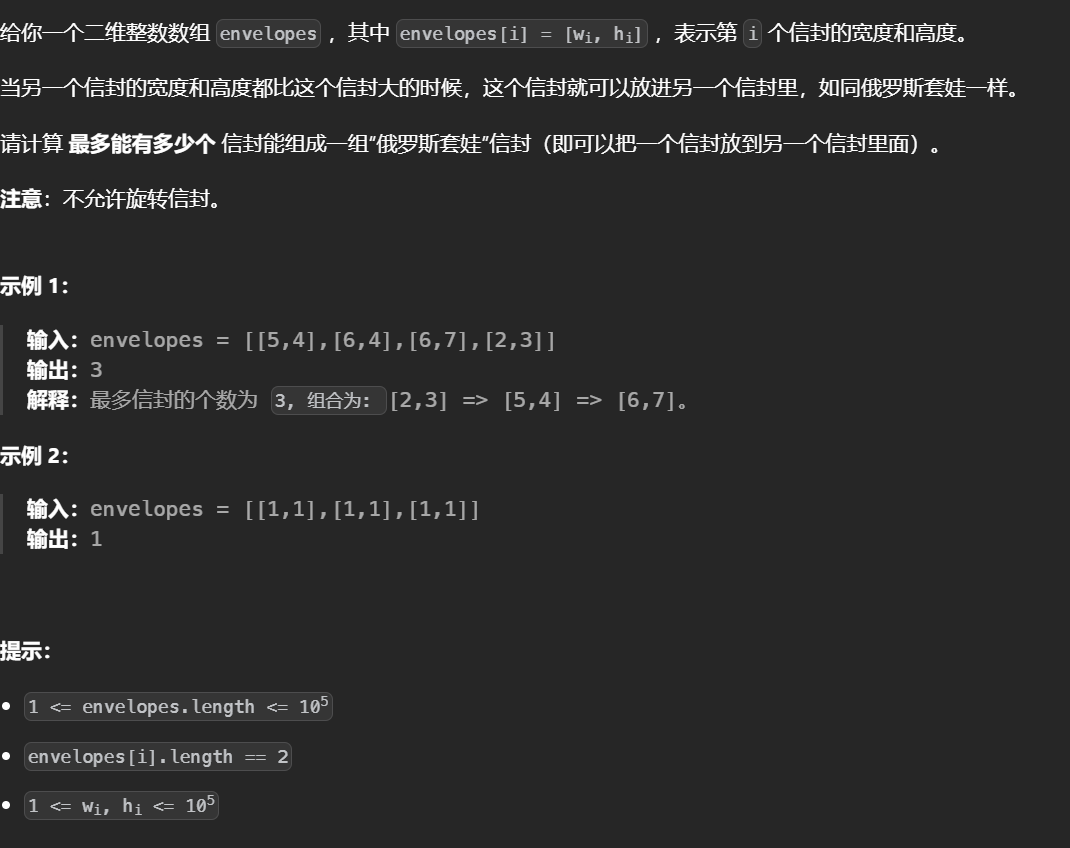 给你一个二维整数数组 envelopes ，其中 envelopes[i] = [wi, hi] ，表示第 i 个信封的宽度和高度。
当另一个信封的宽度和高度都比这个信封大的时候，这个信封就可以放进另一个信封里，如同俄罗斯套娃一样。
请计算 最多能有多少个 信封能组成一组“俄罗斯套娃”信封（即可以把一个信封放到另一个信封里面）。
注意：不允许旋转信封。
示例 1：
输入：envelopes = [[5,4],[6,4],[6,7],[2,3]]
输出：3
解释：最多信封的个数为 3, 组合为: [2,3] => [5,4] => [6,7]。
示例 2：
输入：envelopes = [[1,1],[1,1],[1,1]]
输出：1
提示：
• 1 <= envelopes.length <= 10⁵
• envelopes[i].length == 2
• 1 <= wi, hi <= 10⁵